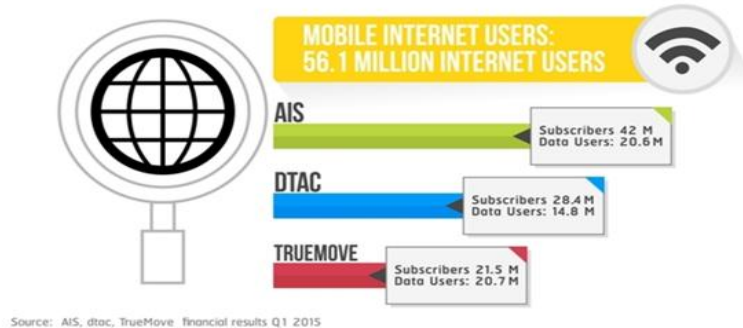 MOBILE INTERNET USERS:
56.1 MILLION INTERNET USERS
AIS
Subscribers 42 M
Data Users: 20.6 M
DTAC
Subscribers 28.4 M
Data Users: 14.8 M
TRUEMOVE
Subscribers 21.5 M
Data Users: 20.7 M
Source: AIS, dtac, TrueMove financial results Q1 2015